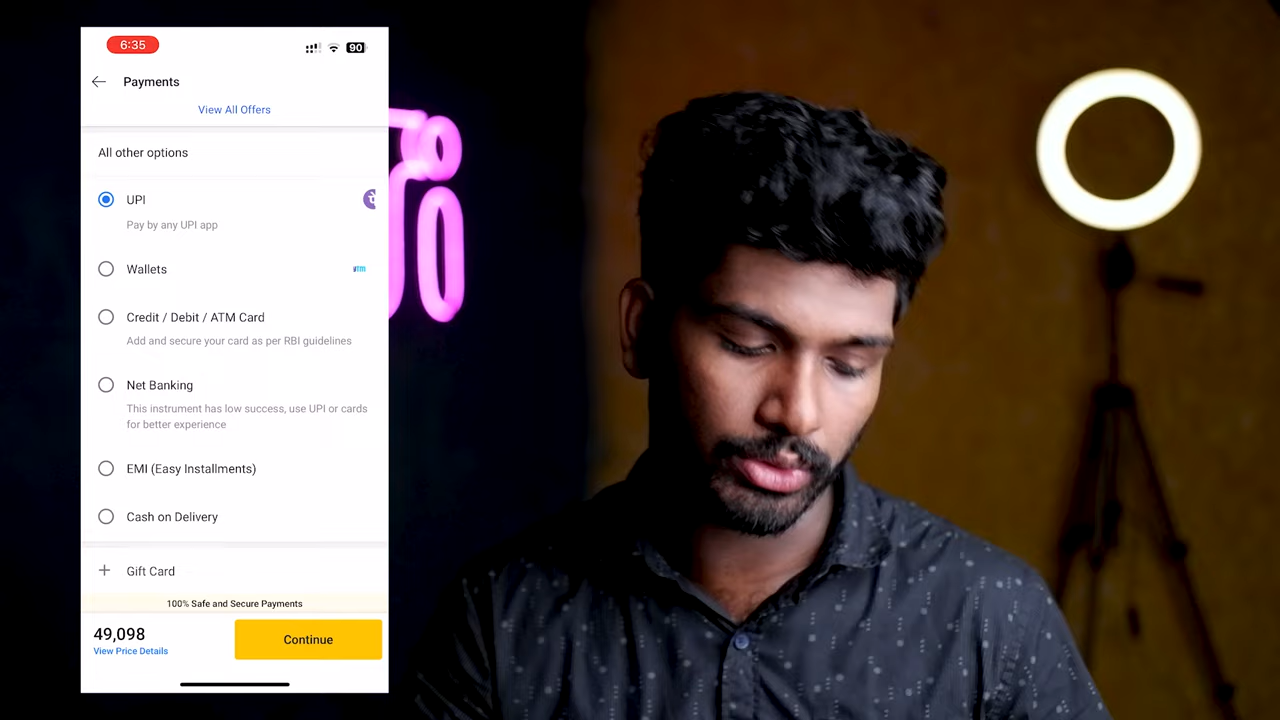 6:35
90
Payments
View All Offers
All other options
UPI
Pay by any UPI app
Wallets
Credit / Debit / ATM Card
Add and secure your card as per RBI guidelines
Net Banking
This instrument has low success, use UPI or cards
for better experience
EMI (Easy Installments)
Cash on Delivery
Gift Card
100% Safe and Secure Payments
49,098
Continue
View Price Details